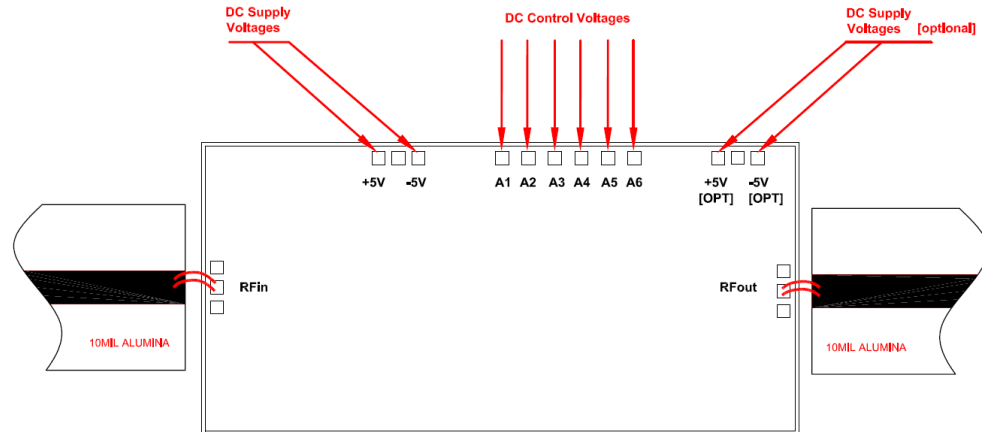 DC Supply
Voltages
DC Control Voltages
DC Supply
Voltages [optional]
+5V
-5V
A1
A2
A3
A4
A5
A6
+5V
[OPT]
-5V
[OPT]
RFin
RFout
10MIL ALUMINA
10MIL ALUMINA